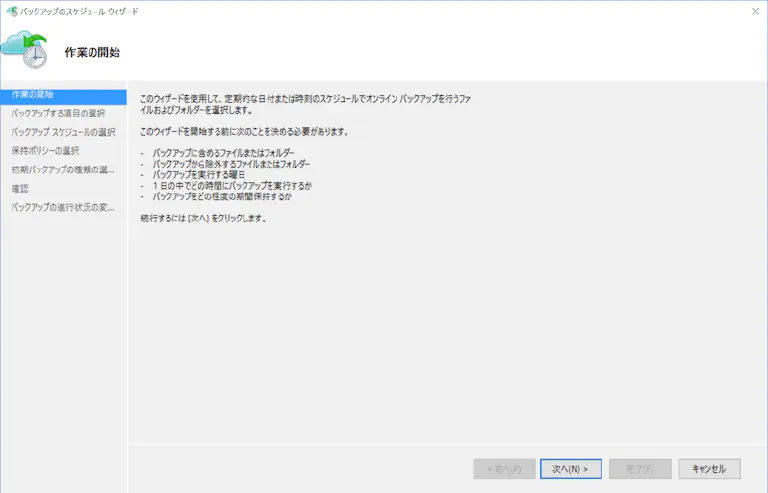 バックアップのスケジュール ウィザード
作業の開始
作業の開始
バックアップする項目の選択
バックアップ スケジュールの選択
保持ポリシーの選択
初期バックアップの種類の選...
確認
バックアップの進行状況の変...
このウィザードを使用して、定期的な日付または時刻のスケジュールでオンライン バックアップを行うファ
イルおよびフォルダーを選択します。
このウィザードを開始する前に次のことを決める必要があります。
- バックアップに含めるファイルまたはフォルダー
- バックアップから除外するファイルまたはフォルダー
- バックアップを実行する曜日
- 1 日の中でどの時間にバックアップを実行するか
- バックアップをどの程度の期間保持するか
続行するには [次へ] をクリックします。
< 前へ(P)
次へ(N) >
完了(F)
キャンセル